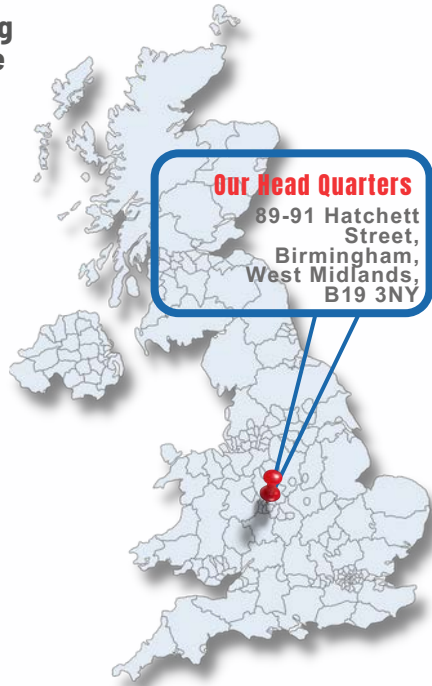 g
e
Our Head Quarters
89-91 Hatchett
Street,
Birmingham,
West Midlands,
B19 3NY